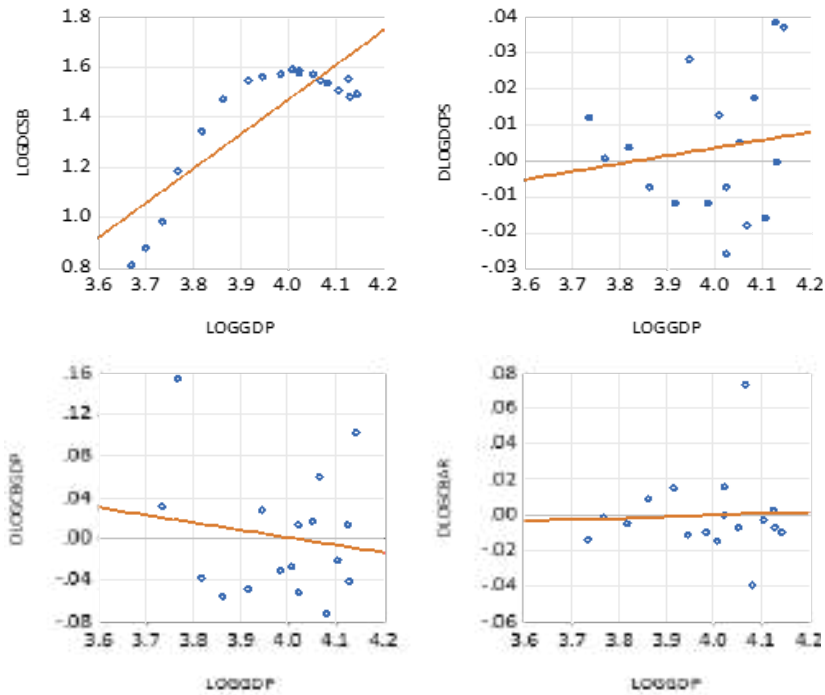 1.8
1.6
1.4
1.2
1.0
0.8
LOGDCSB
3.6 3.7 3.8 3.9 4.0 4.1 4.2
LOGGDP
.04
.03
.02
.01
.00
-.01
-.02
-.03
DLOGDCPS
3.6 3.7 3.8 3.9 4.0 4.1 4.2
LOGGDP
.16
.12
.08
.04
.00
-.04
-.08
DLOGCBGDP
3.6 3.7 3.8 3.9 4.0 4.1 4.2
LOGGDP
.08
.06
.04
.02
.00
-.02
-.04
-.06
DLOGCBAR
3.6 3.7 3.8 3.9 4.0 4.1 4.2
LOGGDP